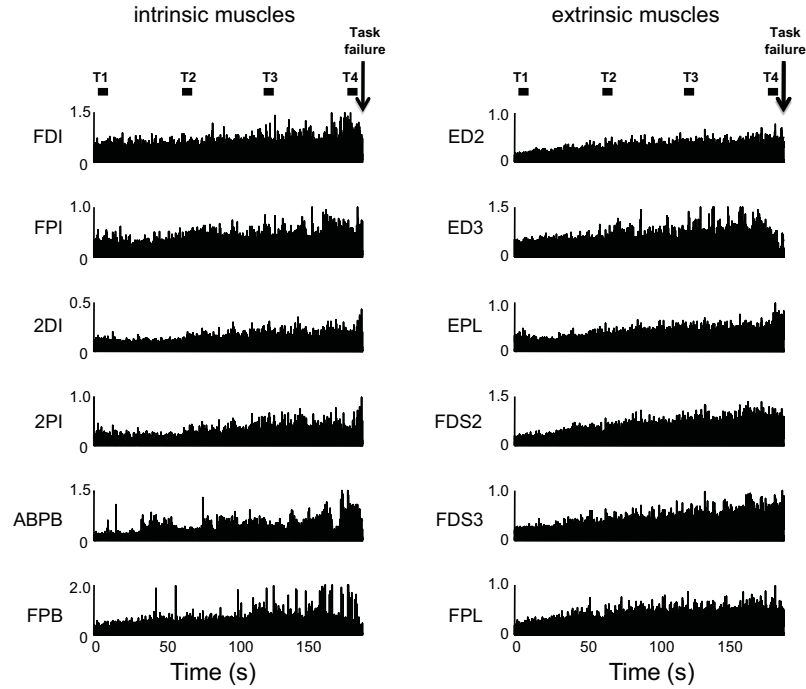 intrinsic muscles
Task
failure
T1 T2 T3 T4
FDI 1.5 0
FPI 1.0 0
2DI 0.5 0
2PI 1.0 0
ABPB 1.5 0
FPB 2.0 0
0 50 100 150
Time (s)
extrinsic muscles
Task
failure
T1 T2 T3 T4
ED2 1.0 0
ED3 1.5 0
EPL 1.0 0
FDS2 1.5 0
FDS3 1.0 0
FPL 1.0 0
0 50 100 150
Time (s)